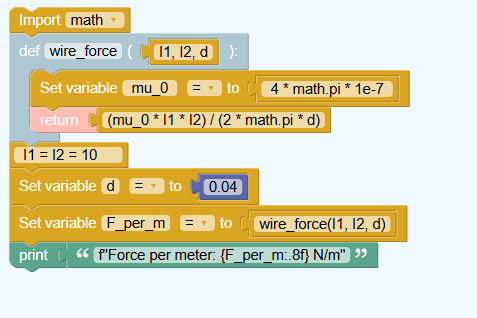 Import math
def wire_force ( I1, I2, d ):
Set variable mu_0 = to 4 * math.pi * 1e-7
return (mu_0 * I1 * I2) / (2 * math.pi * d)
I1 = I2 = 10
Set variable d = to 0.04
Set variable F_per_m = to wire_force(I1, I2, d)
print “ f"Force per meter: {F_per_m:.8f} N/m" ”